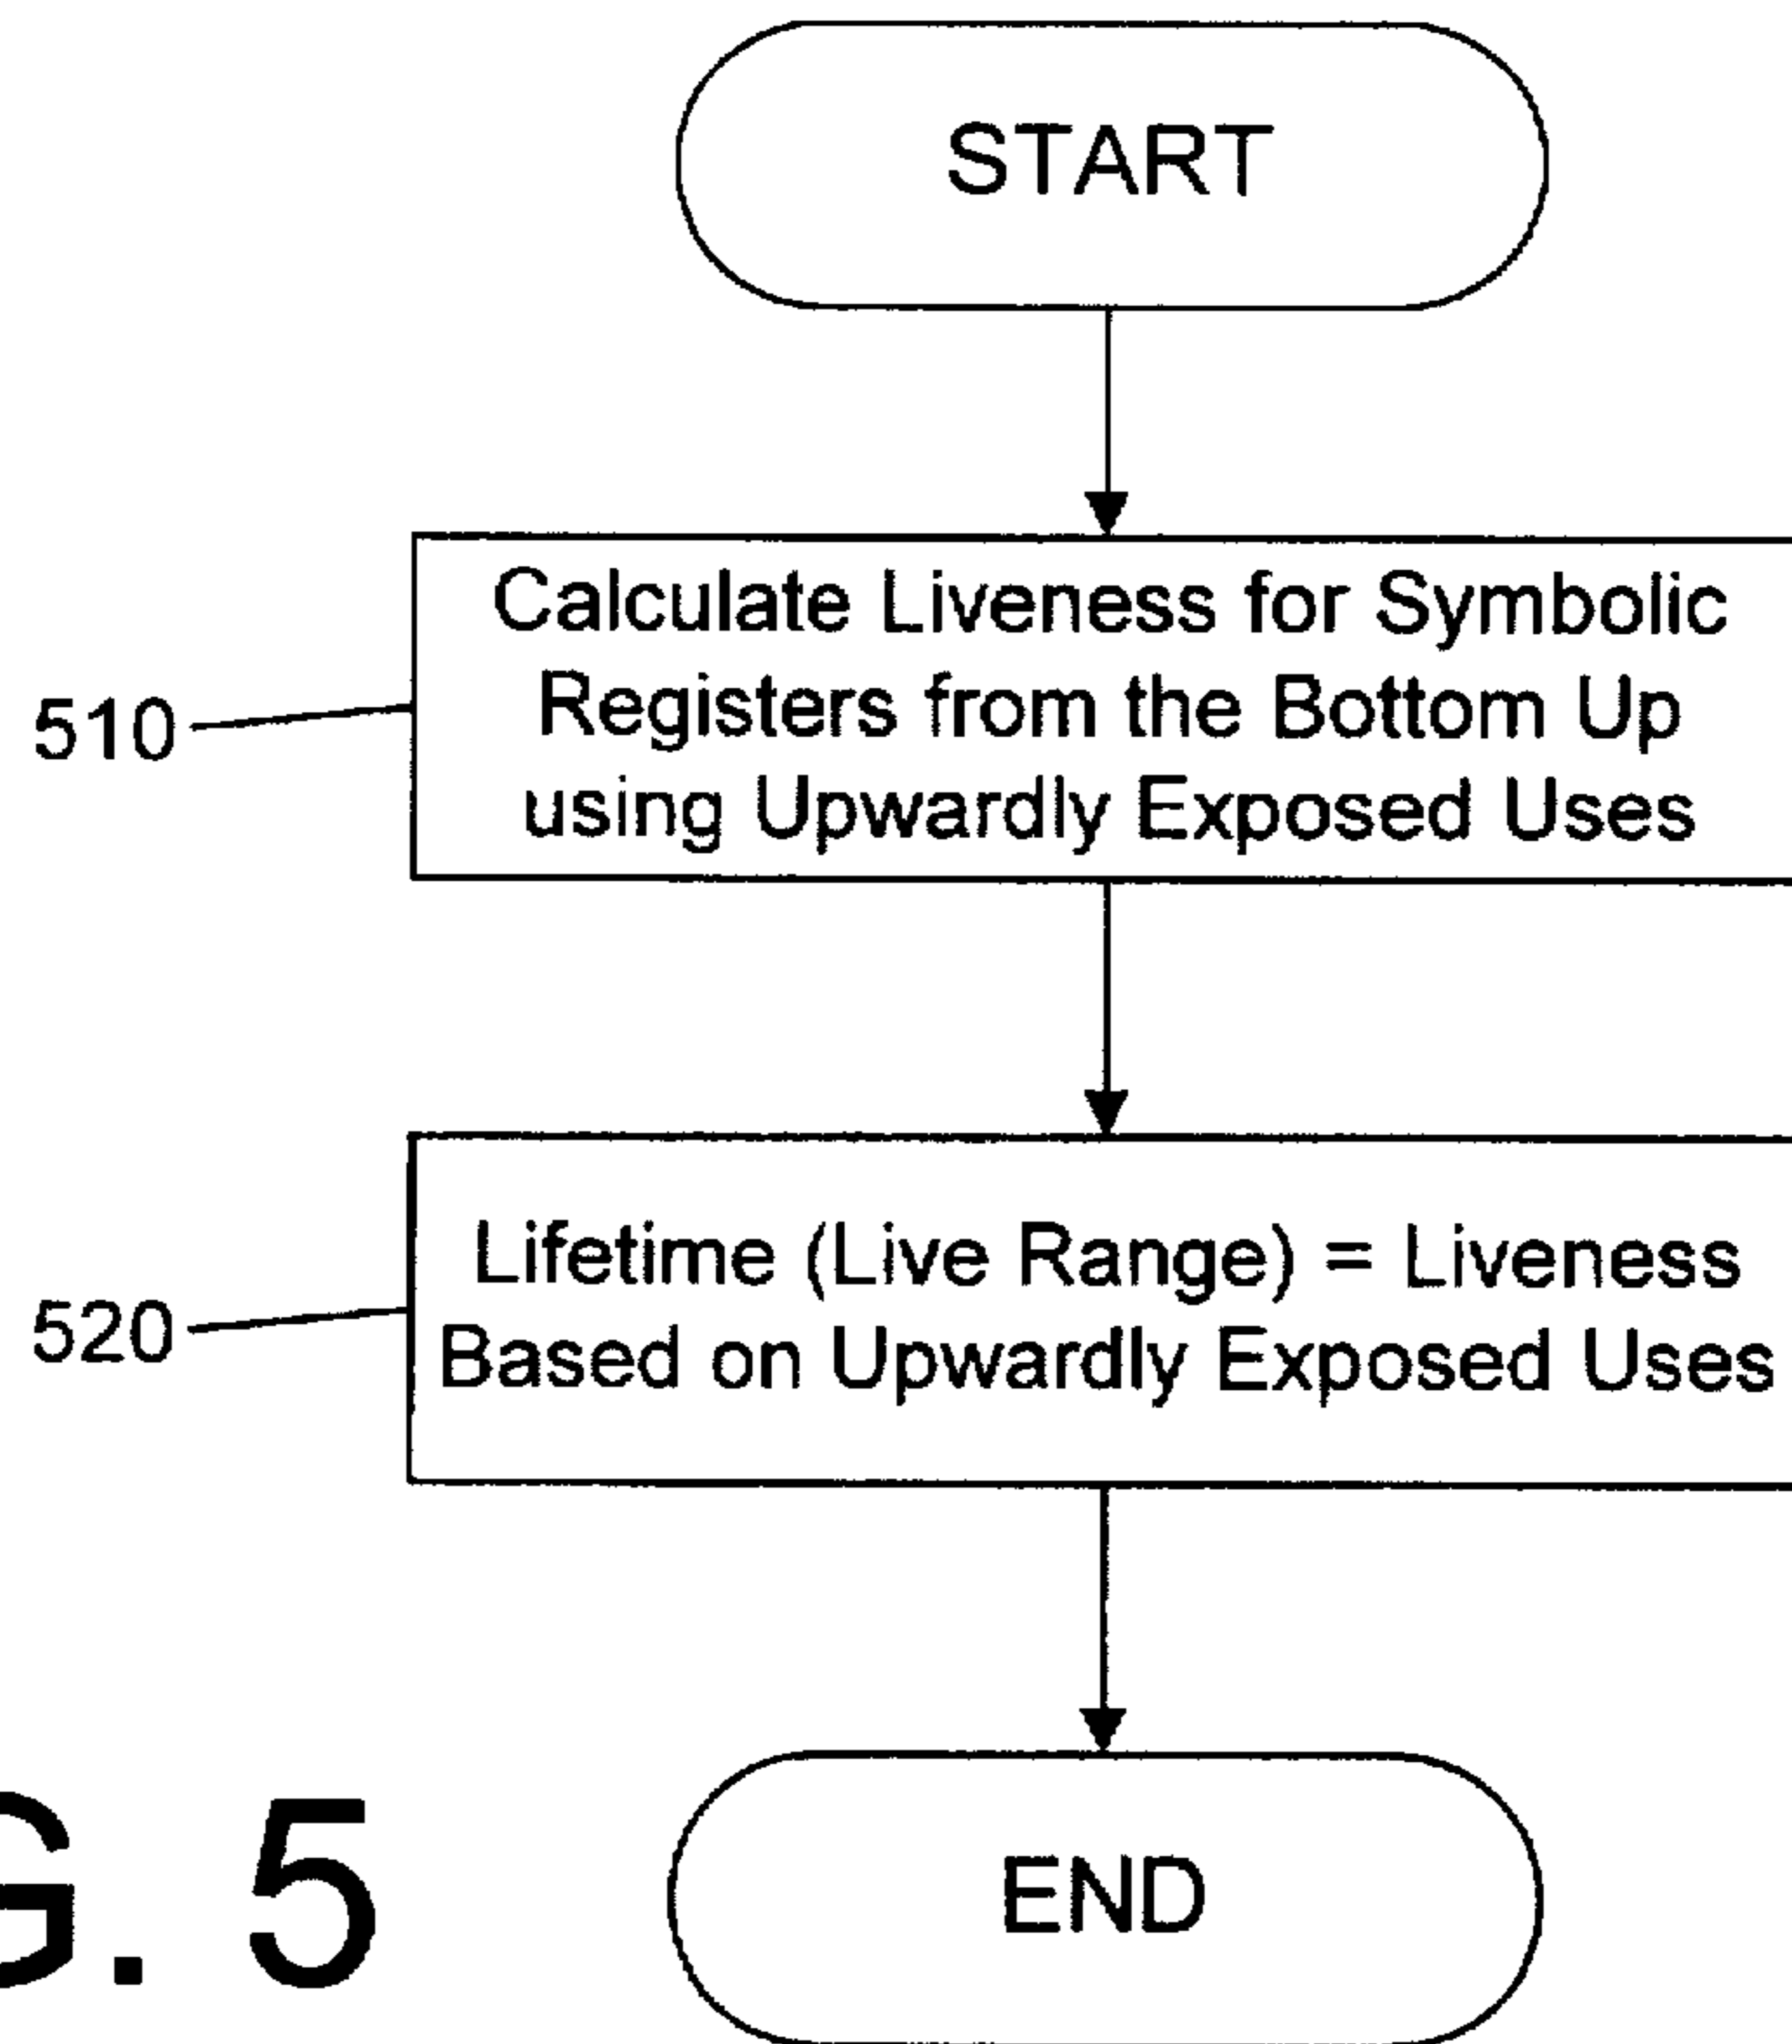 START
Calculate Liveness for Symbolic
Registers from the Bottom Up
using Upwardly Exposed Uses
510
Lifetime (Live Range) = Liveness
Based on Upwardly Exposed Uses
520
END
G. 5